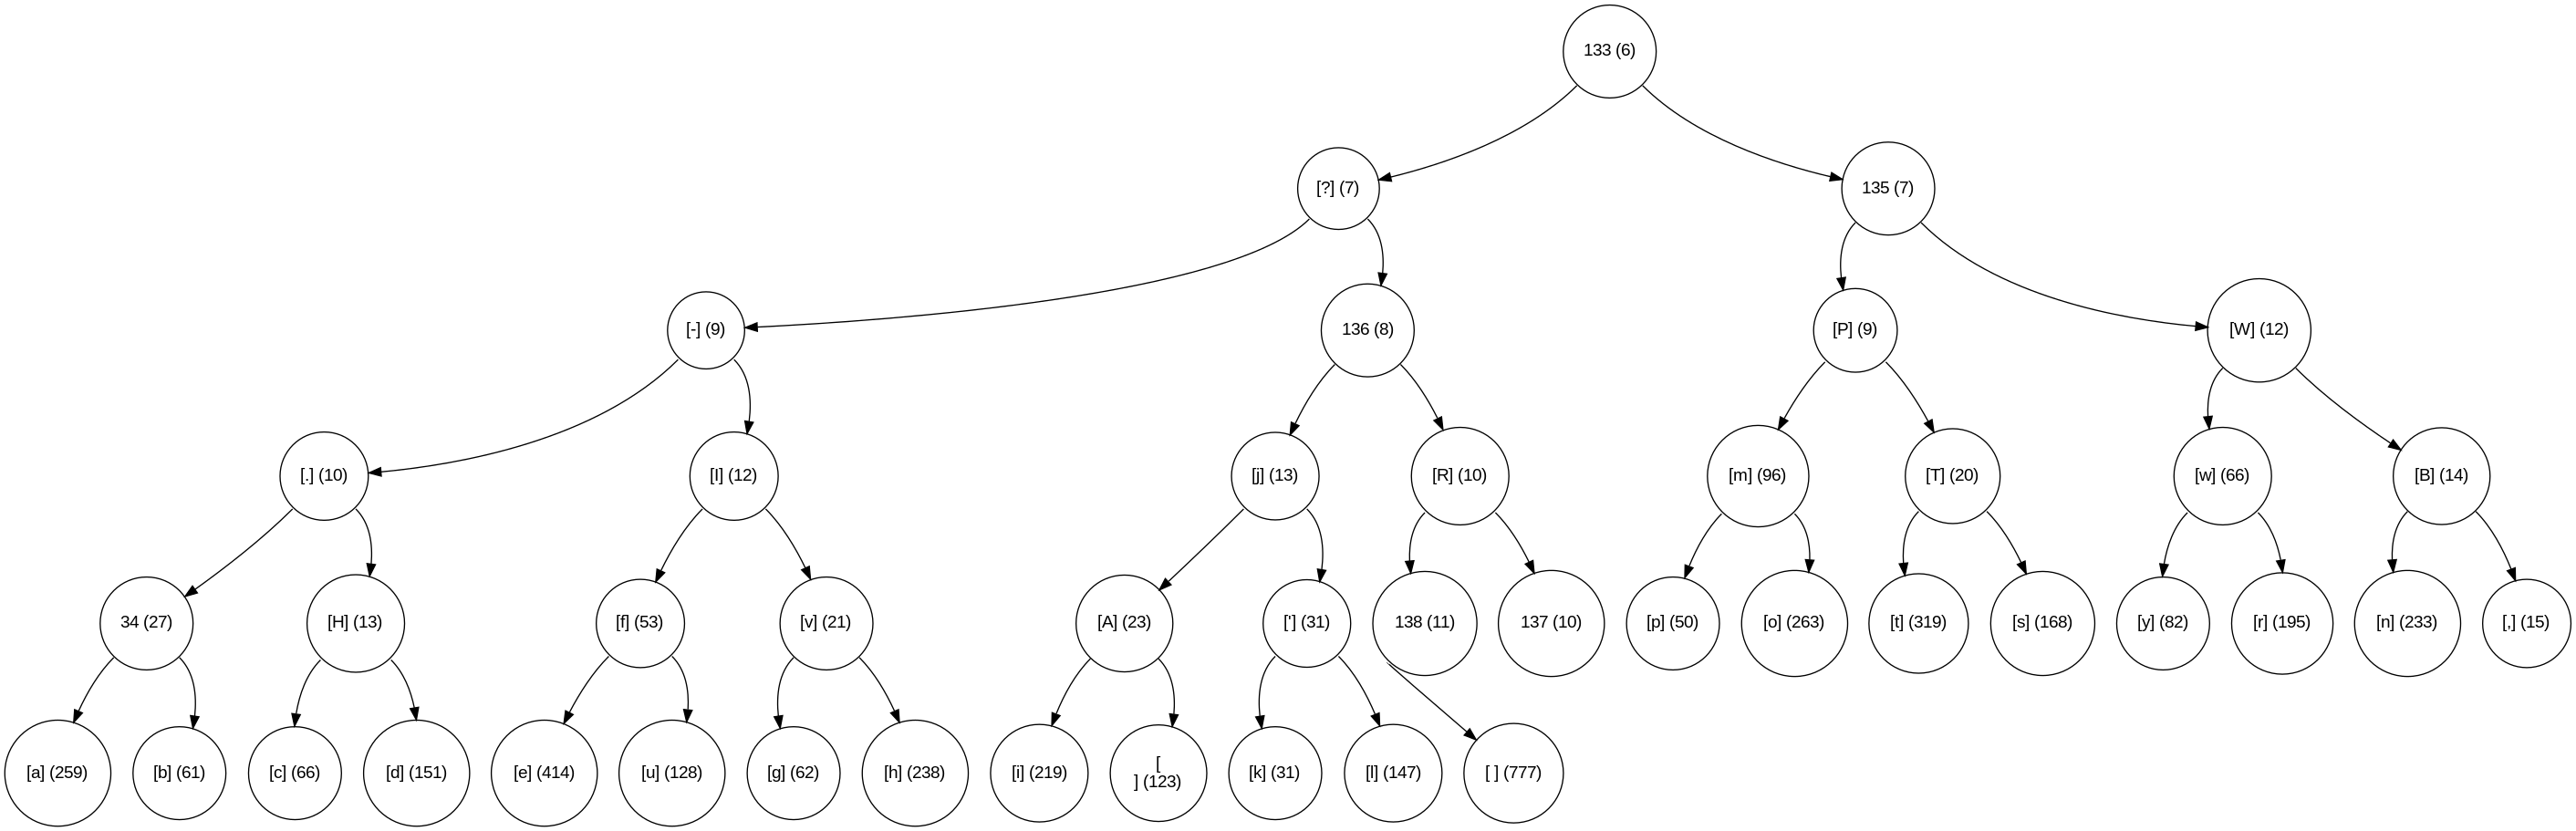 133 (6)
[?] (7)
135 (7)
[-] (9)
136 (8)
[P] (9)
[W] (12)
[.] (10)
[I] (12)
[j] (13)
[R] (10)
[m] (96)
[T] (20)
[w] (66)
[B] (14)
34 (27)
[H] (13)
[f] (53)
[v] (21)
[A] (23)
['] (31)
138 (11)
137 (10)
[p] (50)
[o] (263)
[t] (319)
[s] (168)
[y] (82)
[r] (195)
[n] (233)
[,] (15)
[a] (259)
[b] (61)
[c] (66)
[d] (151)
[e] (414)
[u] (128)
[g] (62)
[h] (238)
[i] (219)
[
] (123)
[k] (31)
[l] (147)
[ ] (777)